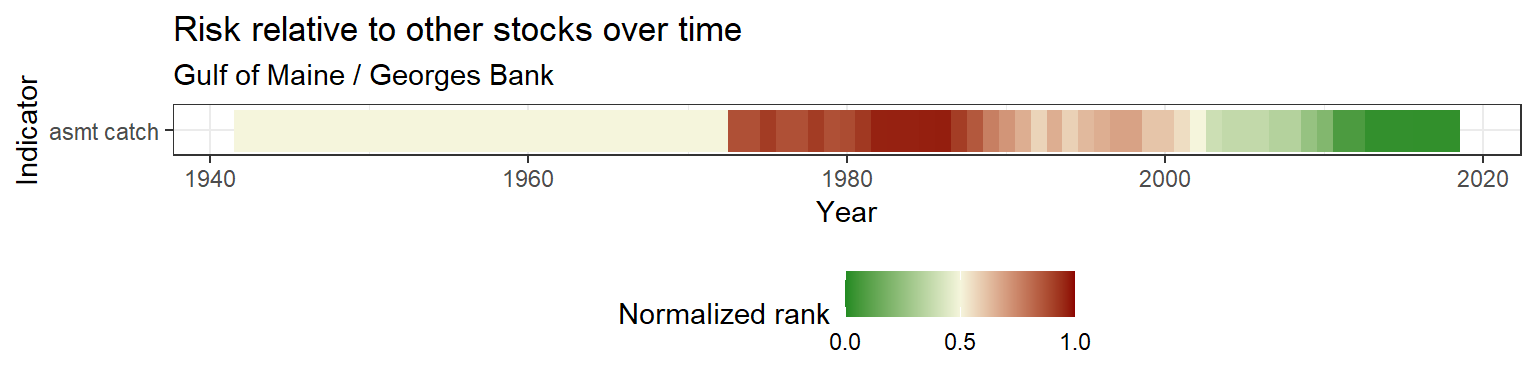 Risk relative to other stocks over time
Gulf of Maine / Georges Bank
Indicator
asmt catch
1940 1960 1980 2000 2020
Year
Normalized rank
0.0 0.5 1.0